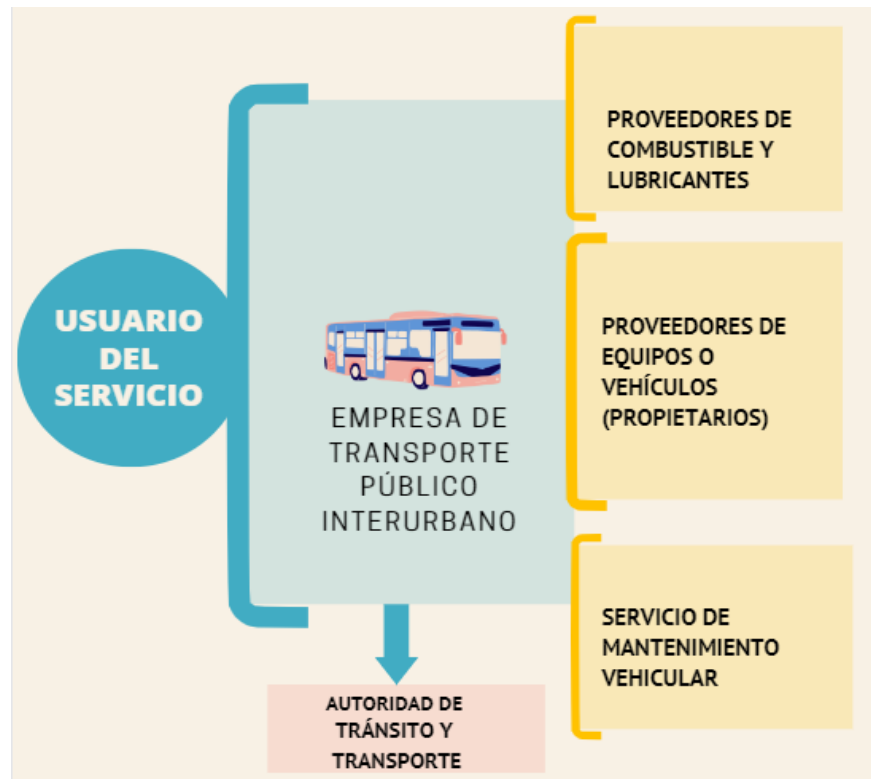 USUARIO
DEL
SERVICIO
EMPRESA DE
TRANSPORTE
PÚBLICO
INTERURBANO
AUTORIDAD DE
TRÁNSITO Y
TRANSPORTE
PROVEEDORES DE
COMBUSTIBLE Y
LUBRICANTES
PROVEEDORES DE
EQUIPOS O
VEHÍCULOS
(PROPIETARIOS)
SERVICIO DE
MANTENIMIENTO
VEHICULAR